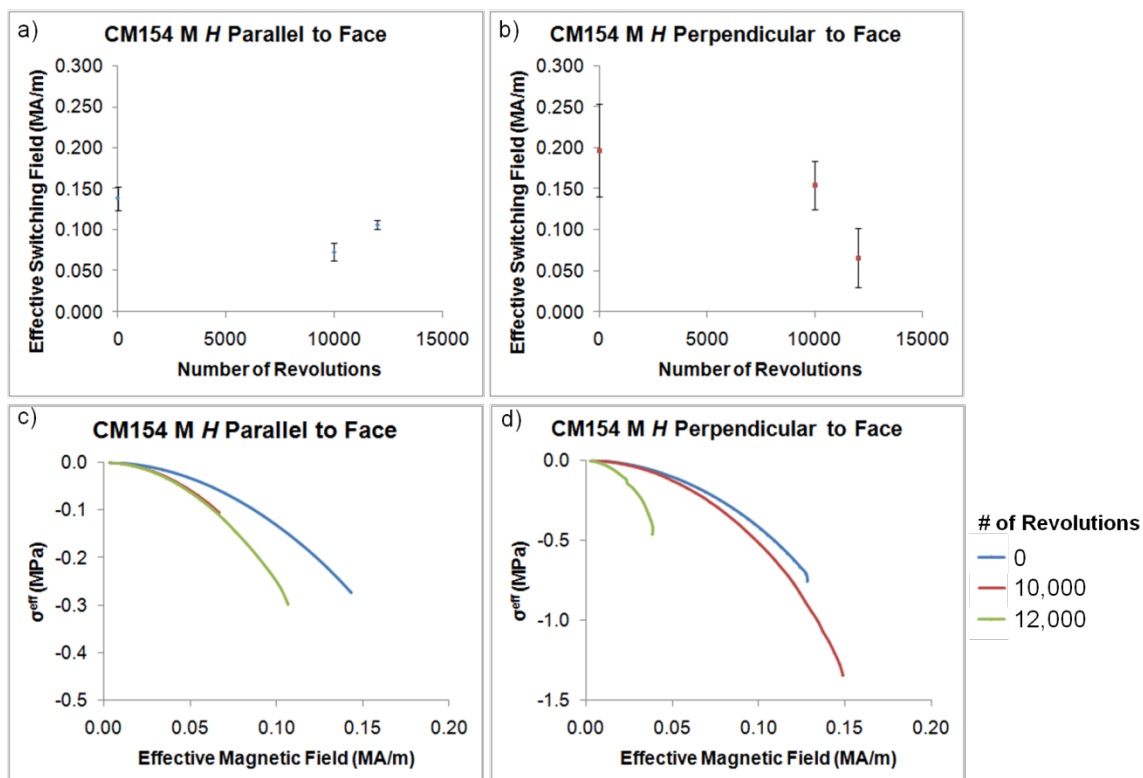 a)
CM154 M H Parallel to Face
Effective Switching Field (MA/m)
0.300
0.250
0.200
0.150
0.100
0.050
0.000
0 5000 10000 15000
Number of Revolutions
b)
CM154 M H Perpendicular to Face
Effective Switching Field (MA/m)
0.300
0.250
0.200
0.150
0.100
0.050
0.000
0 5000 10000 15000
Number of Revolutions
c)
CM154 M H Parallel to Face
σeff (MPa)
0.0
-0.1
-0.2
-0.3
-0.4
-0.5
0.00 0.05 0.10 0.15 0.20
Effective Magnetic Field (MA/m)
d)
CM154 M H Perpendicular to Face
σeff (MPa)
0.0
-0.5
-1.0
-1.5
0.00 0.05 0.10 0.15 0.20
Effective Magnetic Field (MA/m)
# of Revolutions
0
10,000
12,000